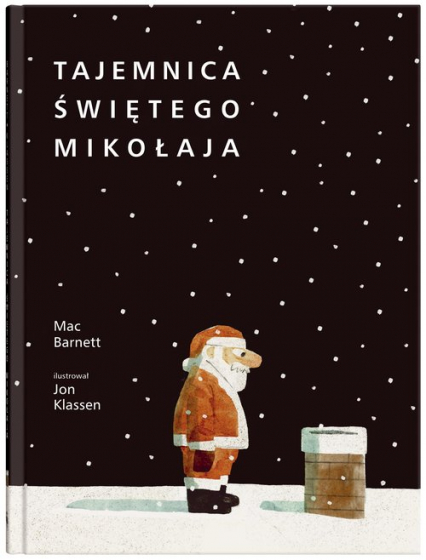 TAJEMNICA
ŚWIĘTEGO
MIKOŁAJA
Mac
Barnett
ilustrował
Jon
Klassen